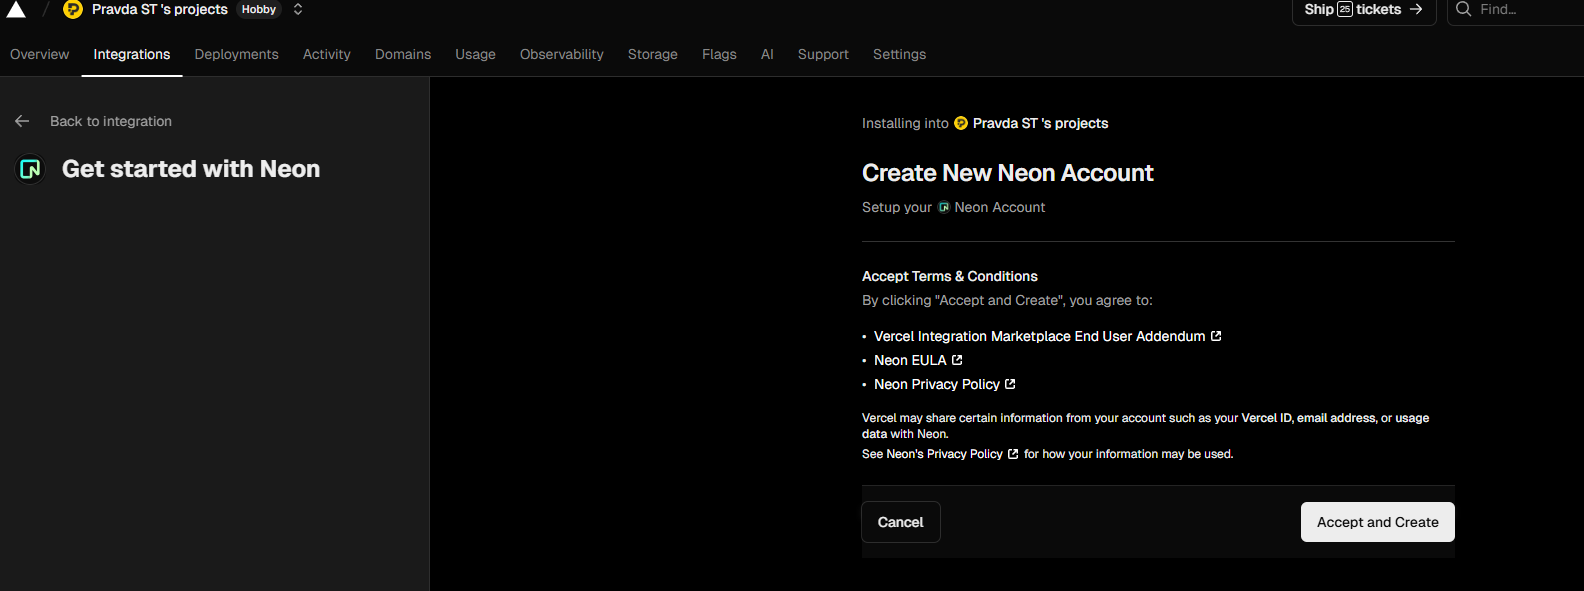 Pravda ST 's projects Hobby
Ship 25 tickets →
Find...
Overview Integrations Deployments Activity Domains Usage Observability Storage Flags AI Support Settings
← Back to integration
Get started with Neon
Installing into Pravda ST 's projects
Create New Neon Account
Setup your Neon Account
Accept Terms & Conditions
By clicking "Accept and Create", you agree to:
• Vercel Integration Marketplace End User Addendum
• Neon EULA
• Neon Privacy Policy
Vercel may share certain information from your account such as your Vercel ID, email address, or usage
data with Neon.
See Neon's Privacy Policy for how your information may be used.
Cancel
Accept and Create